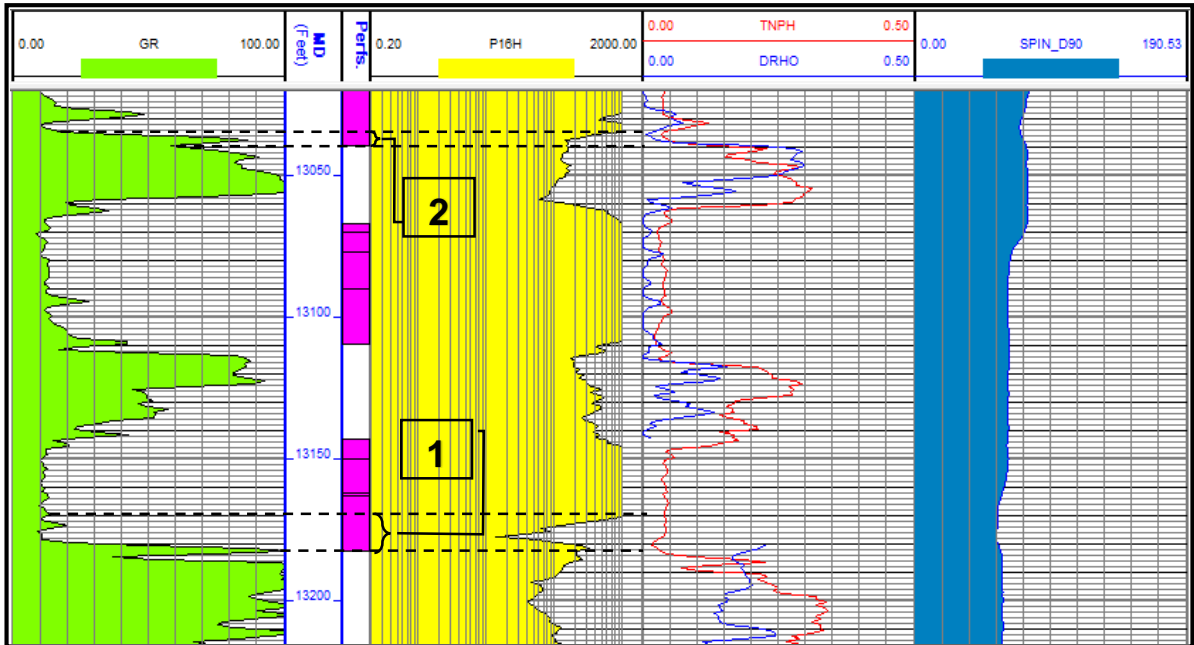 0.00 GR 100.00
MD
(Feet)
Perfs.
0.20 P16H 2000.00
0.00 TNPH 0.50
0.00 DRHO 0.50
0.00 SPIN_D90 190.53
13050
2
13100
1
13150
13200